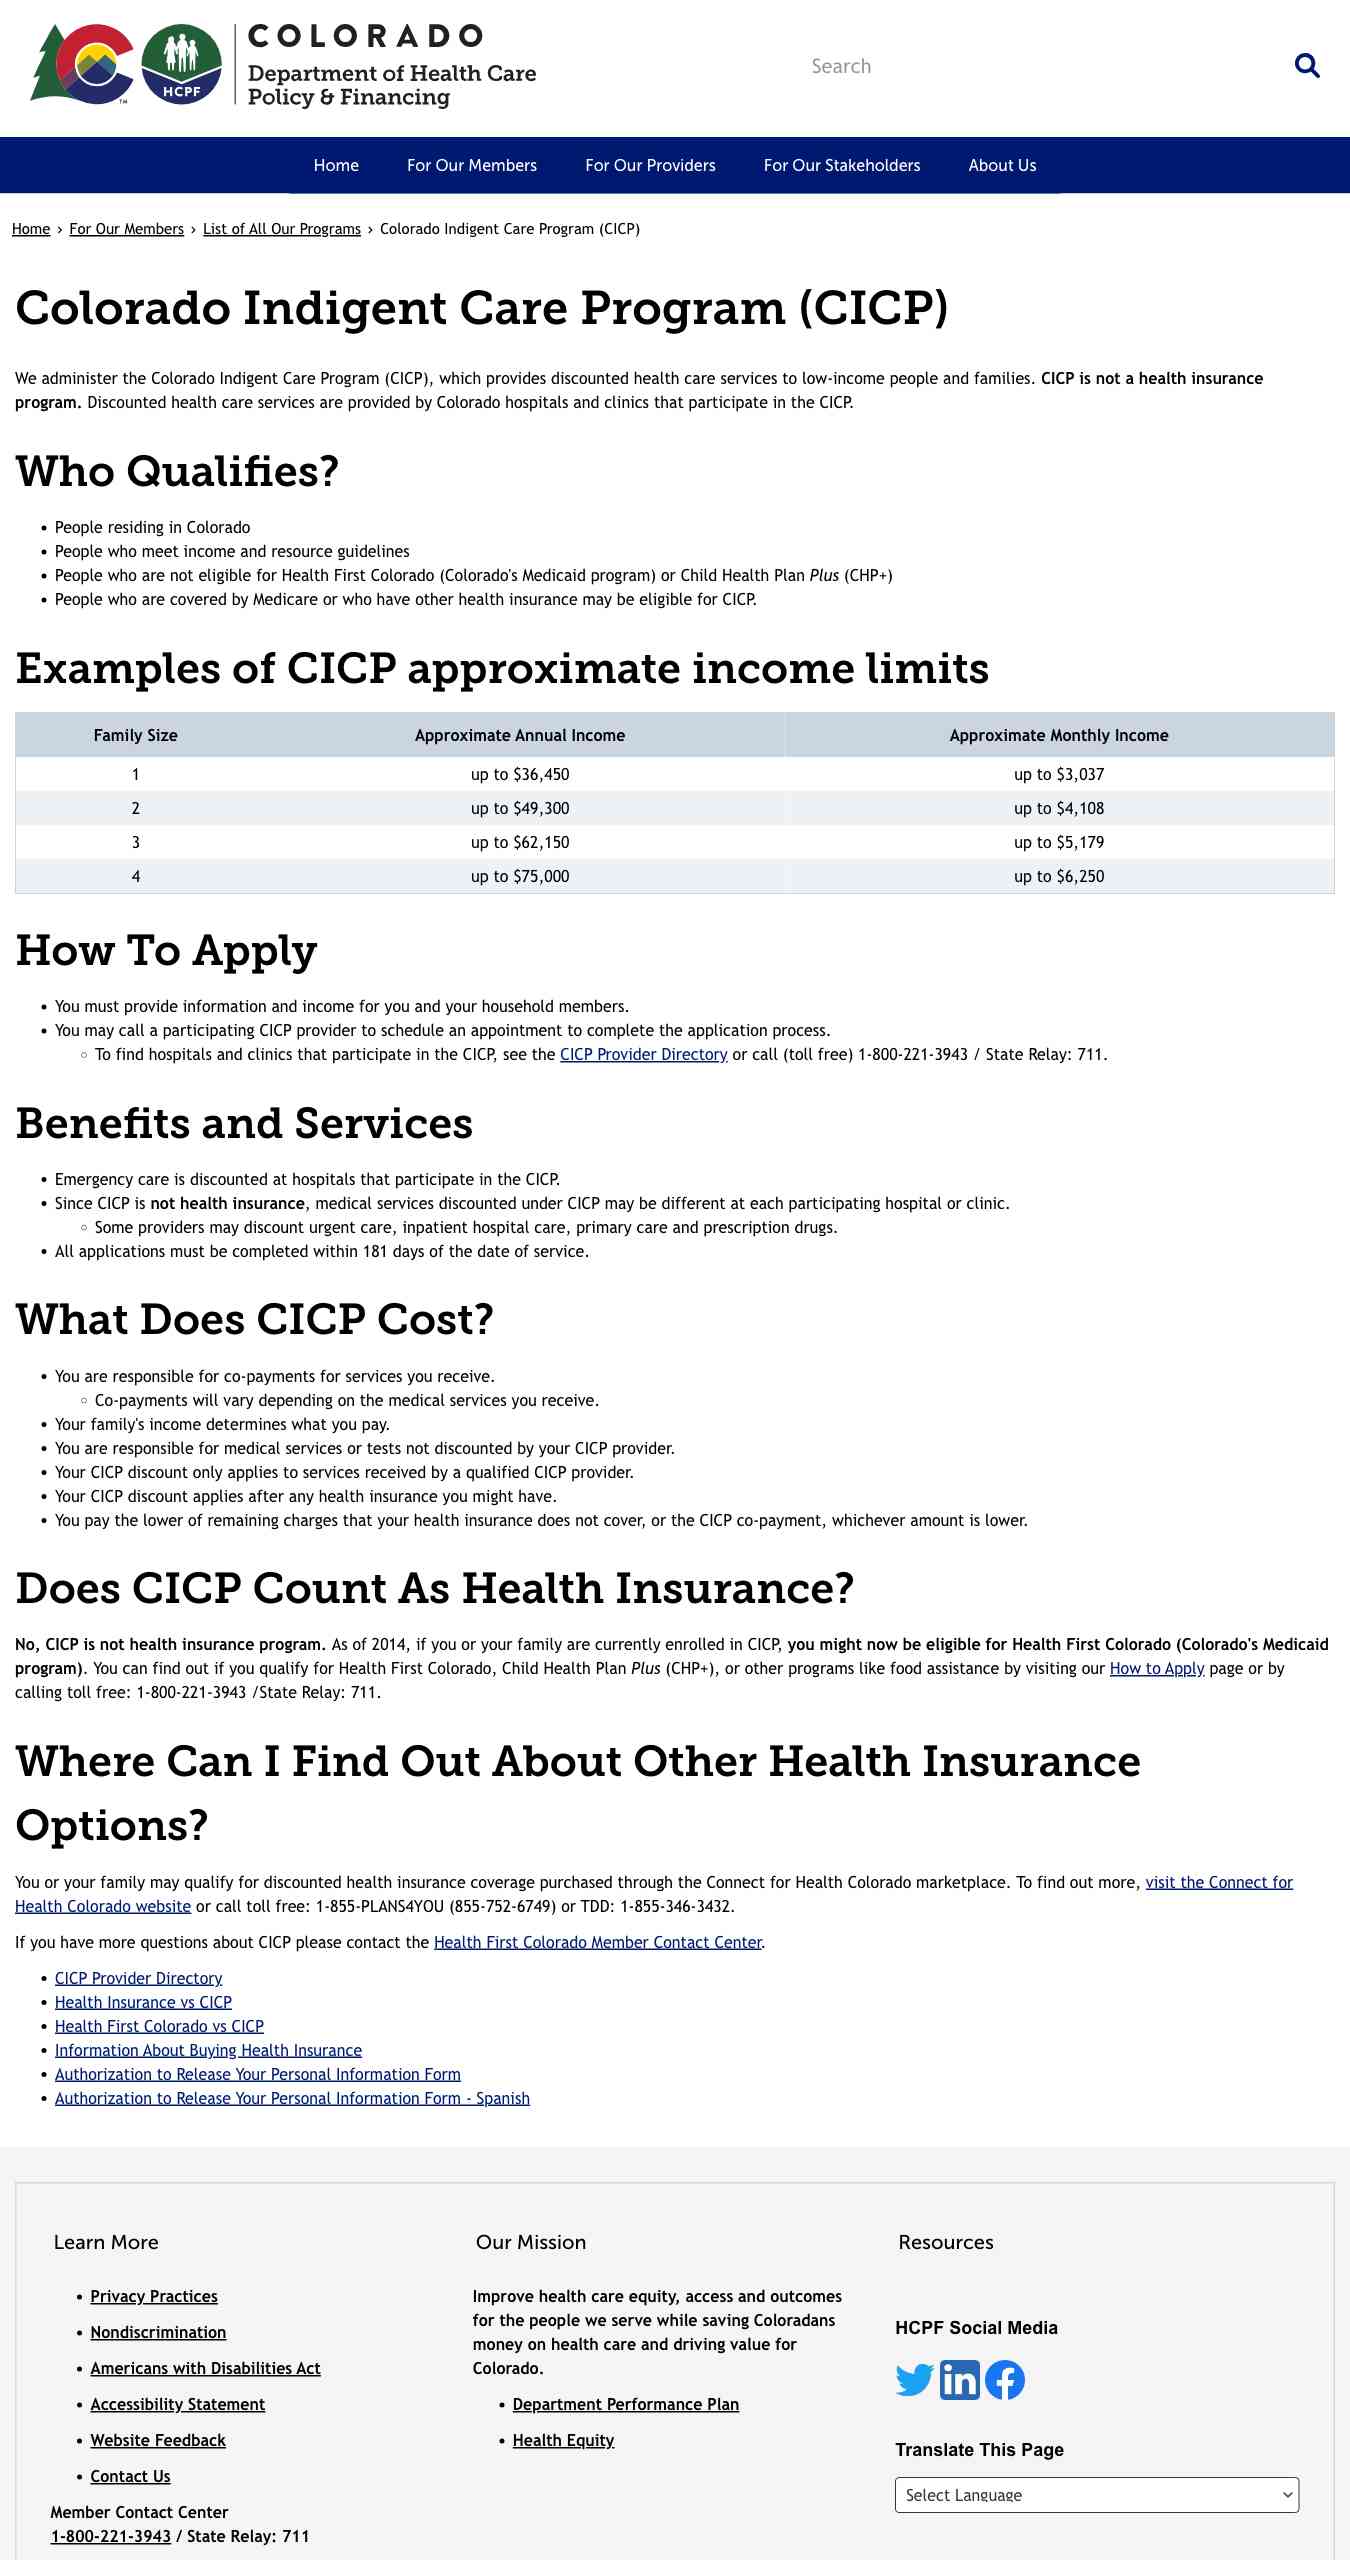 COLORADO
Department of Health Care
Policy & Financing
HCPF
TM
Search
Home
For Our Members
For Our Providers
For Our Stakeholders
About Us
Home › For Our Members › List of All Our Programs › Colorado Indigent Care Program (CICP)
Colorado Indigent Care Program (CICP)
We administer the Colorado Indigent Care Program (CICP), which provides discounted health care services to low-income people and families. CICP is not a health insurance
program. Discounted health care services are provided by Colorado hospitals and clinics that participate in the CICP.
Who Qualifies?
• People residing in Colorado
• People who meet income and resource guidelines
• People who are not eligible for Health First Colorado (Colorado's Medicaid program) or Child Health Plan Plus (CHP+)
• People who are covered by Medicare or who have other health insurance may be eligible for CICP.
Examples of CICP approximate income limits
Family Size Approximate Annual Income Approximate Monthly Income
1 up to $36,450 up to $3,037
2 up to $49,300 up to $4,108
3 up to $62,150 up to $5,179
4 up to $75,000 up to $6,250
How To Apply
• You must provide information and income for you and your household members.
• You may call a participating CICP provider to schedule an appointment to complete the application process.
◦ To find hospitals and clinics that participate in the CICP, see the CICP Provider Directory or call (toll free) 1-800-221-3943 / State Relay: 711.
Benefits and Services
• Emergency care is discounted at hospitals that participate in the CICP.
• Since CICP is not health insurance, medical services discounted under CICP may be different at each participating hospital or clinic.
◦ Some providers may discount urgent care, inpatient hospital care, primary care and prescription drugs.
• All applications must be completed within 181 days of the date of service.
What Does CICP Cost?
• You are responsible for co-payments for services you receive.
◦ Co-payments will vary depending on the medical services you receive.
• Your family's income determines what you pay.
• You are responsible for medical services or tests not discounted by your CICP provider.
• Your CICP discount only applies to services received by a qualified CICP provider.
• Your CICP discount applies after any health insurance you might have.
• You pay the lower of remaining charges that your health insurance does not cover, or the CICP co-payment, whichever amount is lower.
Does CICP Count As Health Insurance?
No, CICP is not health insurance program. As of 2014, if you or your family are currently enrolled in CICP, you might now be eligible for Health First Colorado (Colorado's Medicaid
program). You can find out if you qualify for Health First Colorado, Child Health Plan Plus (CHP+), or other programs like food assistance by visiting our How to Apply page or by
calling toll free: 1-800-221-3943 /State Relay: 711.
Where Can I Find Out About Other Health Insurance
Options?
You or your family may qualify for discounted health insurance coverage purchased through the Connect for Health Colorado marketplace. To find out more, visit the Connect for
Health Colorado website or call toll free: 1-855-PLANS4YOU (855-752-6749) or TDD: 1-855-346-3432.
If you have more questions about CICP please contact the Health First Colorado Member Contact Center.
• CICP Provider Directory
• Health Insurance vs CICP
• Health First Colorado vs CICP
• Information About Buying Health Insurance
• Authorization to Release Your Personal Information Form
• Authorization to Release Your Personal Information Form - Spanish
Learn More
• Privacy Practices
• Nondiscrimination
• Americans with Disabilities Act
• Accessibility Statement
• Website Feedback
• Contact Us
Member Contact Center
1-800-221-3943 / State Relay: 711
Our Mission
Improve health care equity, access and outcomes
for the people we serve while saving Coloradans
money on health care and driving value for
Colorado.
• Department Performance Plan
• Health Equity
Resources
HCPF Social Media
in
Translate This Page
Select Language